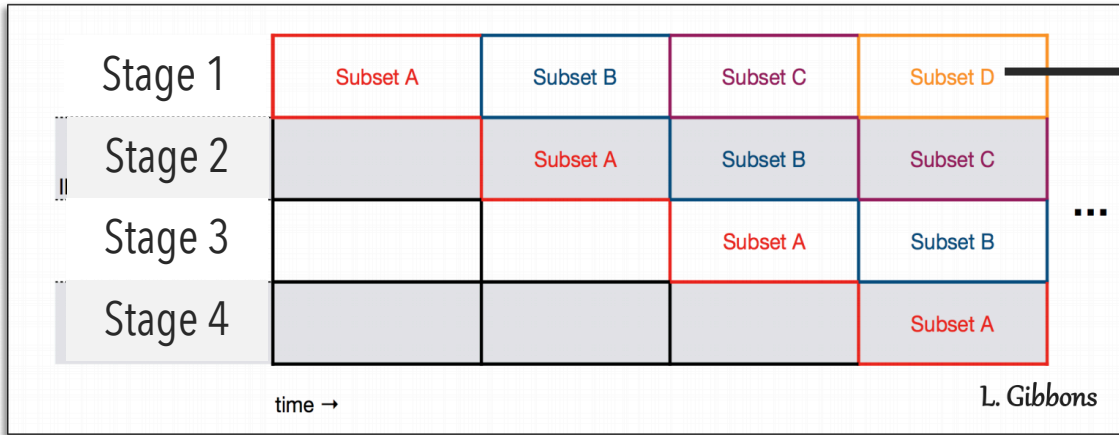 Stage 1 Subset A Subset B Subset C Subset D
Stage 2 Subset A Subset B Subset C
Stage 3 Subset A Subset B
...
Stage 4 Subset A
time →
L. Gibbons